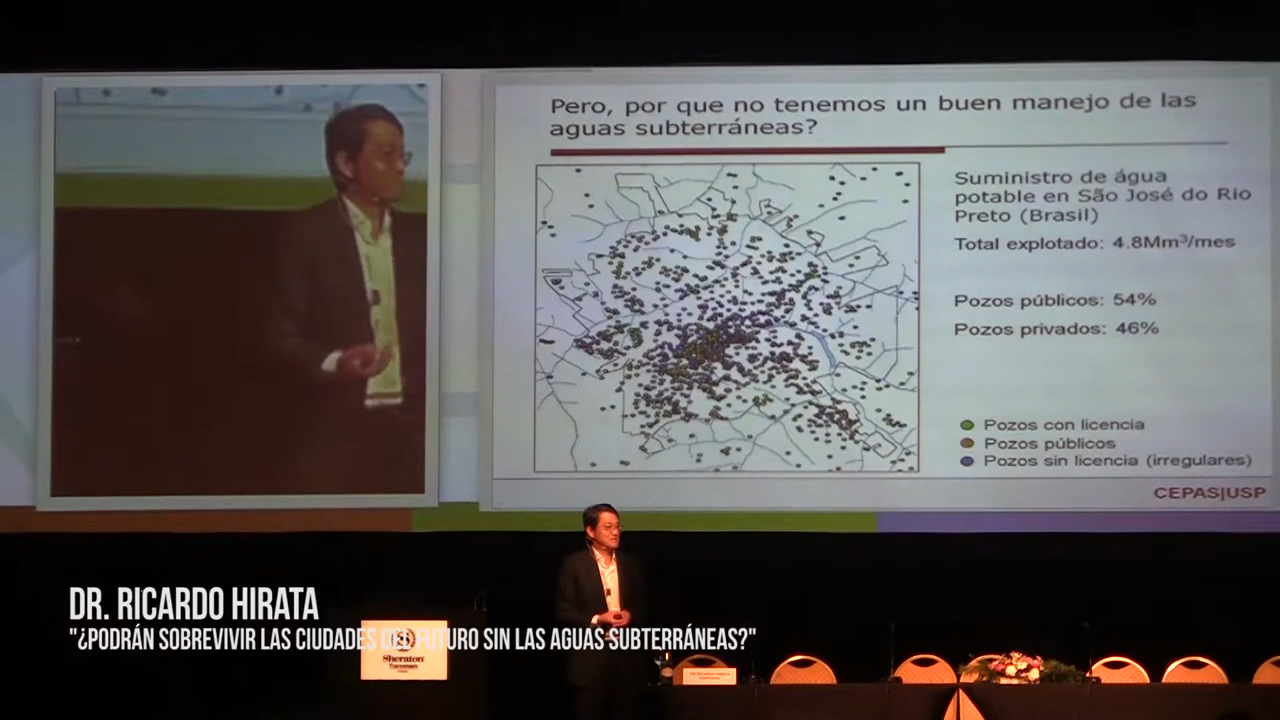 Pero, por que no tenemos un buen manejo de las
aguas subterráneas?
Suministro de água
potable en São José do Rio
Preto (Brasil)
Total explotado: 4.8Mm³/mes
Pozos públicos: 54%
Pozos privados: 46%
Pozos con licencia
Pozos públicos
Pozos sin licencia (irregulares)
CEPAS|USP
DR. RICARDO HIRATA
"¿PODRÁN SOBREVIVIR LAS CIUDADES DEL FUTURO SIN LAS AGUAS SUBTERRÁNEAS?"
Sheraton
Tucuman